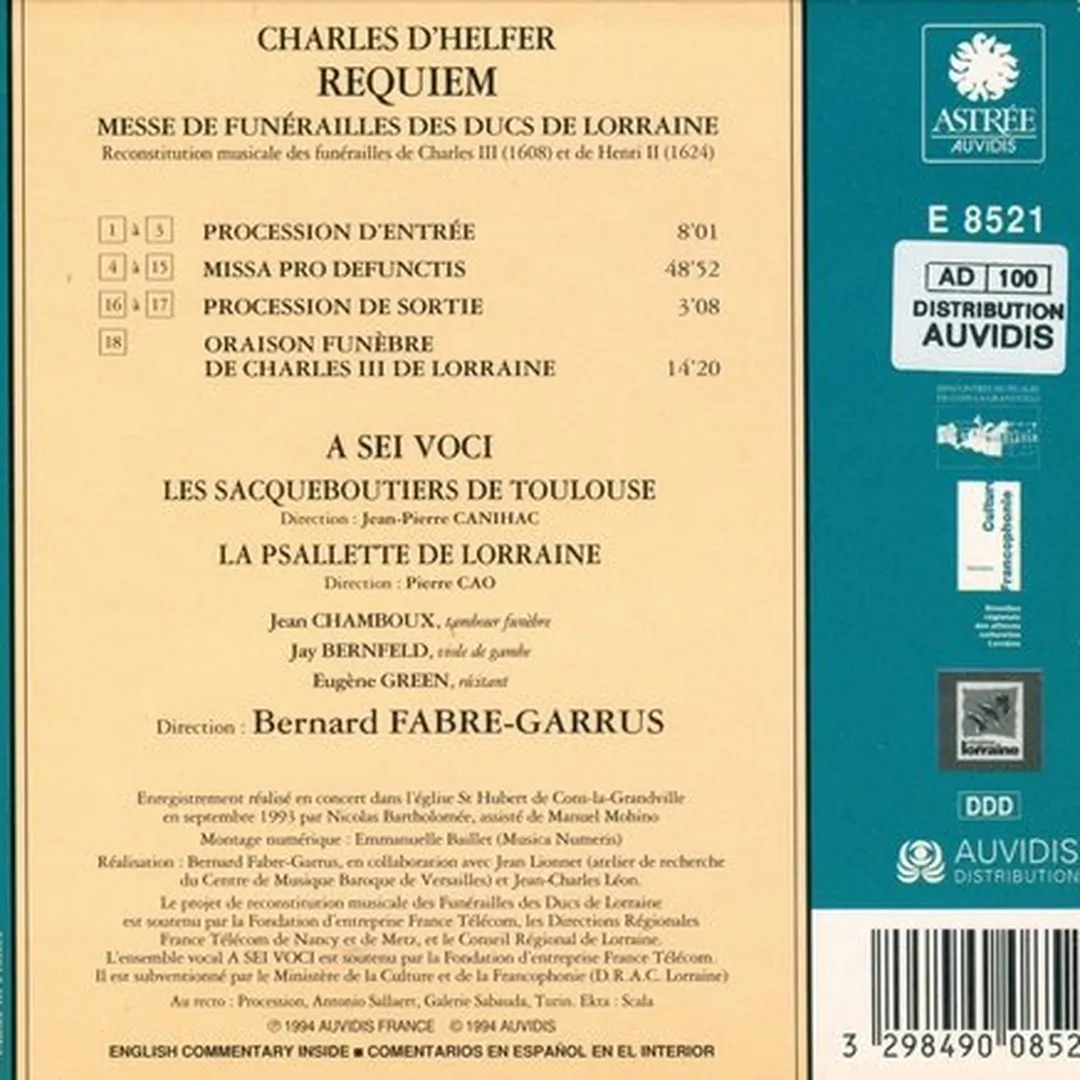 CHARLES D'HELFER
REQUIEM
MESSE DE FUNÉRAILLES DES DUCS DE LORRAINE
Reconstitution musicale des funérailles de Charles III (1608) et de Henri II (1624)
1 à 3 PROCESSION D'ENTRÉE 8'01
4 à 15 MISSA PRO DEFUNCTIS 48'52
16 à 17 PROCESSION DE SORTIE 3'08
18 ORAISON FUNÈBRE
DE CHARLES III DE LORRAINE 14'20
A SEI VOCI
LES SACQUEBOUTIERS DE TOULOUSE
Direction : Jean-Pierre CANIHAC
LA PSALLETTE DE LORRAINE
Direction : Pierre CAO
Jean CHAMBOUX, tambour funèbre
Jay BERNFELD, viole de gambe
Eugène GREEN, récitant
Direction : Bernard FABRE-GARRUS
Enregistrement réalisé en concert dans l'église St Hubert de Cons-la-Grandville
en septembre 1993 par Nicolas Bartholomée, assisté de Manuel Mohino
Montage numérique : Emmanuelle Baillet (Musica Numeris)
Réalisation : Bernard Fabre-Garrus, en collaboration avec Jean Lionnet (atelier de recherche
du Centre de Musique Baroque de Versailles) et Jean-Charles Léon.
Le projet de reconstitution musicale des Funérailles des Ducs de Lorraine
est soutenu par la Fondation d'entreprise France Télécom, les Directions Régionales
France Télécom de Nancy et de Metz, et le Conseil Régional de Lorraine.
L'ensemble vocal A SEI VOCI est soutenu par la Fondation d'entreprise France Télécom.
Il est subventionné par le Ministère de la Culture et de la Francophonie (D.R.A.C. Lorraine)
Au recto : Procession, Antonio Sallaert, Galerie Sabauda, Turin. Ekta : Scala
℗ 1994 AUVIDIS FRANCE © 1994 AUVIDIS
ENGLISH COMMENTARY INSIDE ■ COMENTARIOS EN ESPAÑOL EN EL INTERIOR
ASTRÉE
AUVIDIS
E 8521
AD 100
DISTRIBUTION
AUVIDIS
Culture
Francophonie
lorraine
DDD
AUVIDIS
DISTRIBUTION
3 298490 0852